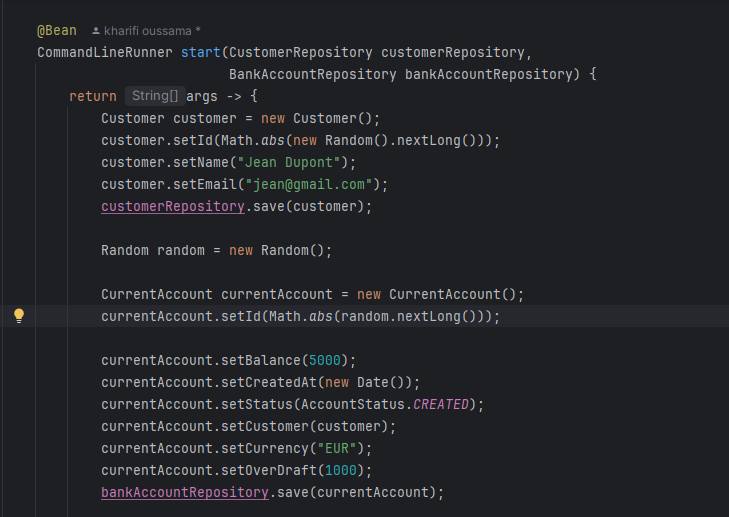 @Bean kharifi oussama *
CommandLineRunner start(CustomerRepository customerRepository,
BankAccountRepository bankAccountRepository) {
return String[] args -> {
Customer customer = new Customer();
customer.setId(Math.abs(new Random().nextLong()));
customer.setName("Jean Dupont");
customer.setEmail("jean@gmail.com");
customerRepository.save(customer);
Random random = new Random();
CurrentAccount currentAccount = new CurrentAccount();
currentAccount.setId(Math.abs(random.nextLong()));
currentAccount.setBalance(5000);
currentAccount.setCreatedAt(new Date());
currentAccount.setStatus(AccountStatus.CREATED);
currentAccount.setCustomer(customer);
currentAccount.setCurrency("EUR");
currentAccount.setOverDraft(1000);
bankAccountRepository.save(currentAccount);